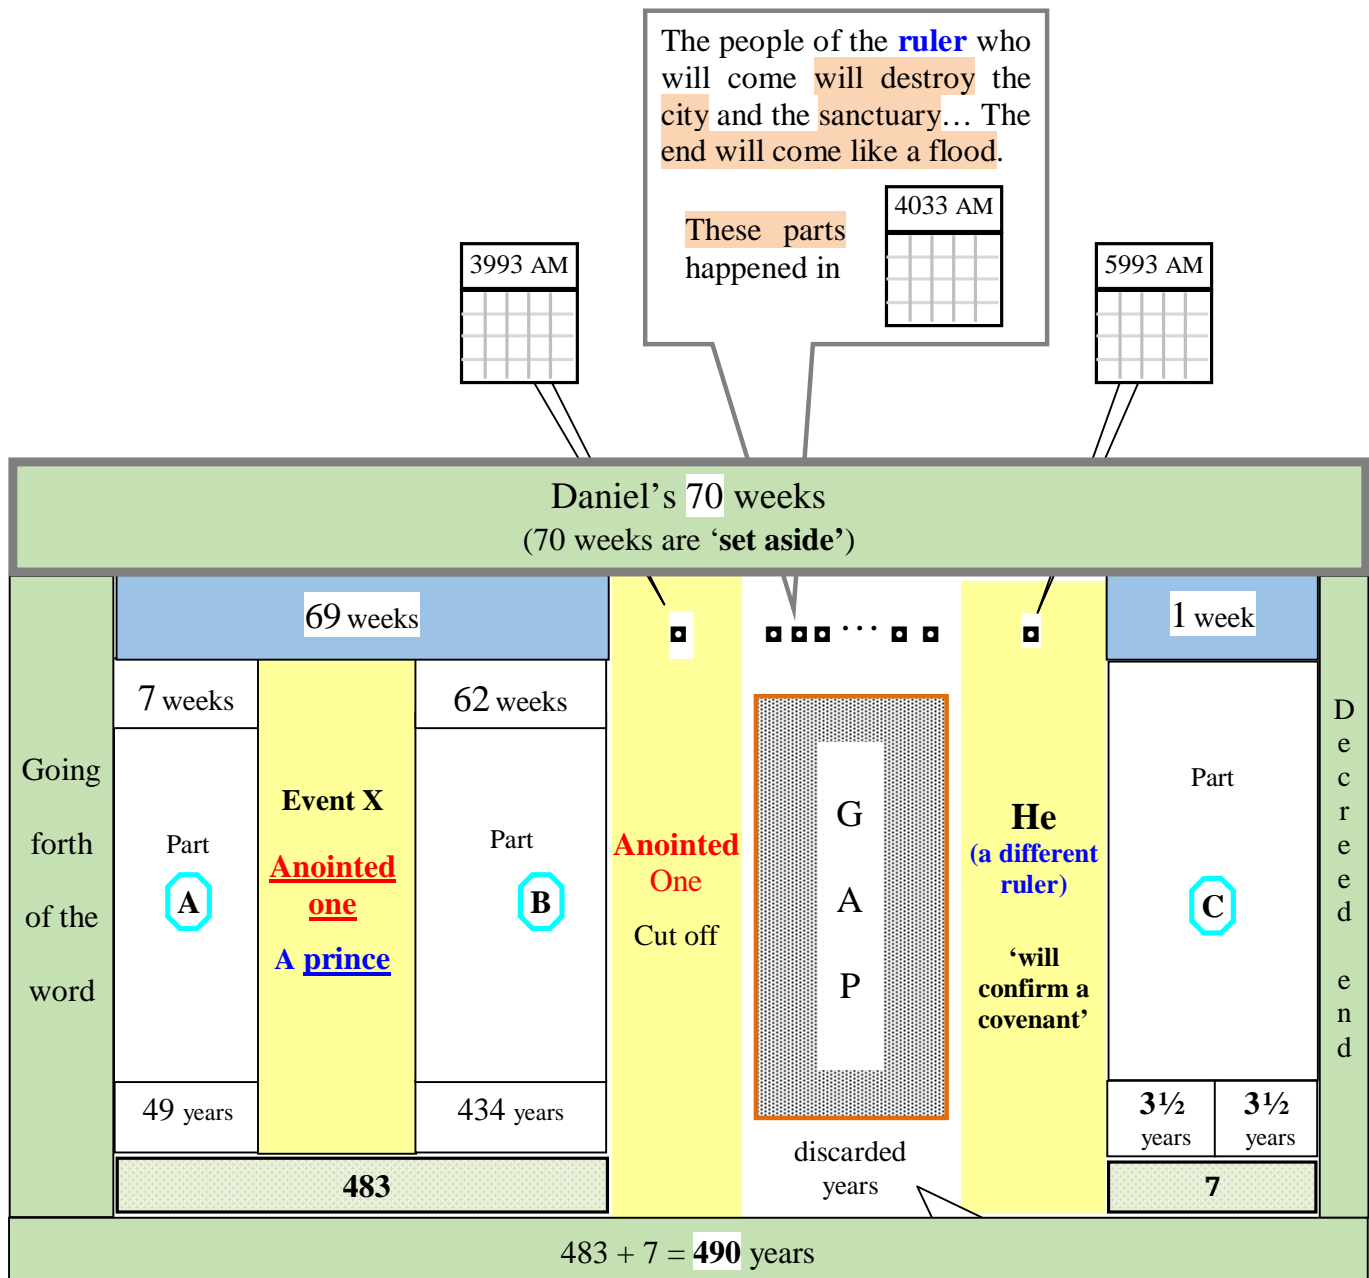 The people of the ruler who
will come will destroy the
city and the sanctuary… The
end will come like a flood.
These parts
happened in
4033 AM
3993 AM
5993 AM
Daniel’s 70 weeks
(70 weeks are ‘set aside’)
69 weeks
1 week
7 weeks
62 weeks
Going
forth
of the
word
Part
A
Event X
Anointed
one
A prince
Part
B
Anointed
One
Cut off
G
A
P
He
(a different
ruler)
‘will
confirm a
covenant’
Part
C
D
e
c
r
e
e
d
e
n
d
49 years
434 years
3½
years
3½
years
discarded
years
483
7
483 + 7 = 490 years